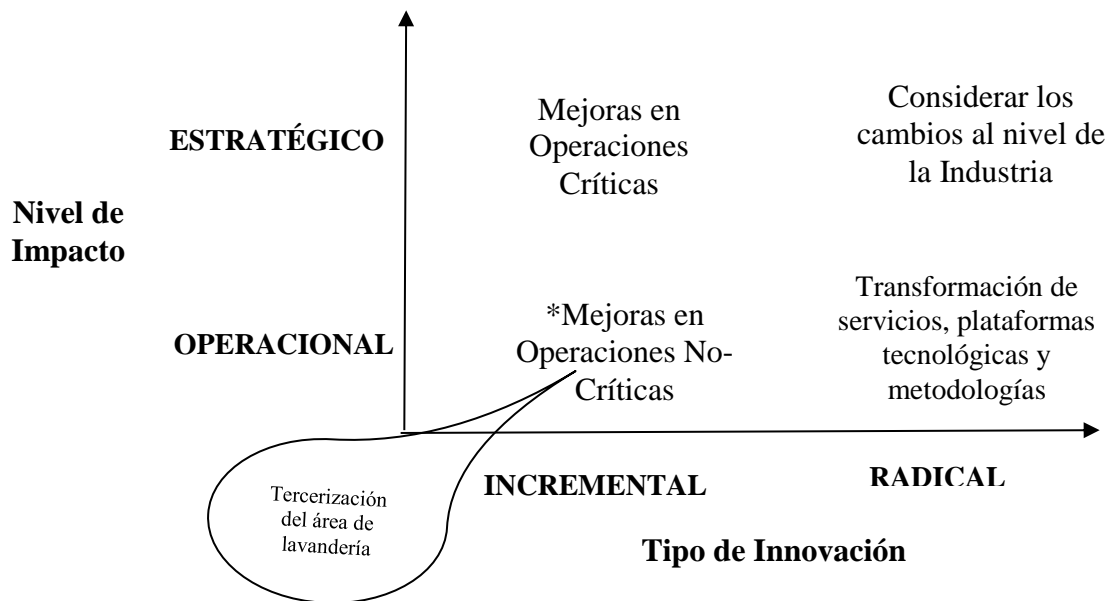 ESTRATÉGICO
Mejoras en
Operaciones
Críticas
Considerar los
cambios al nivel de
la Industria
Nivel de
Impacto
OPERACIONAL
*Mejoras en
Operaciones No-
Críticas
Transformación de
servicios, plataformas
tecnológicas y
metodologías
INCREMENTAL
RADICAL
Tercerización
del área de
lavandería
Tipo de Innovación